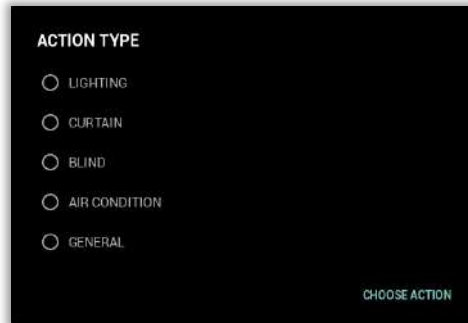 ACTION TYPE
LIGHTING
CURTAIN
BLIND
AIR CONDITION
GENERAL
CHOOSE ACTION